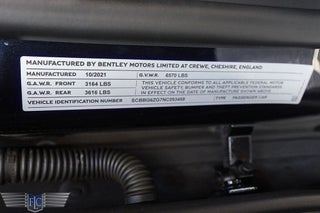 MANUFACTURED BY BENTLEY MOTORS LIMITED AT CREWE, CHESHIRE, ENGLAND
MANUFACTURED 10/2021 G.V.W.R. 6570 LBS
G.A.W.R. FRONT 3164 LBS THIS VEHICLE CONFORMS TO ALL APPLICABLE FEDERAL MOTOR
G.A.W.R. REAR 3616 LBS VEHICLE SAFETY, BUMPER AND THEFT PREVENTION STANDARDS
IN EFFECT ON THE DATE OF MANUFACTURE SHOWN ABOVE.
VEHICLE IDENTIFICATION NUMBER TYPE PASSENGER CAR